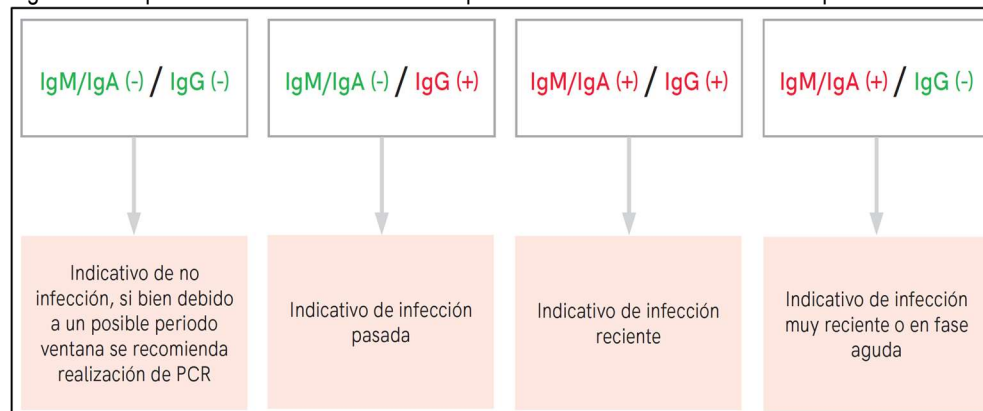 IgM/IgA (-) / IgG (-)
IgM/IgA (-) / IgG (+)
IgM/IgA (+) / IgG (+)
IgM/IgA (+) / IgG (-)
Indicativo de no
infección, si bien debido
a un posible periodo
ventana se recomienda
realización de PCR
Indicativo de infección
pasada
Indicativo de infección
reciente
Indicativo de infección
muy reciente o en fase
aguda